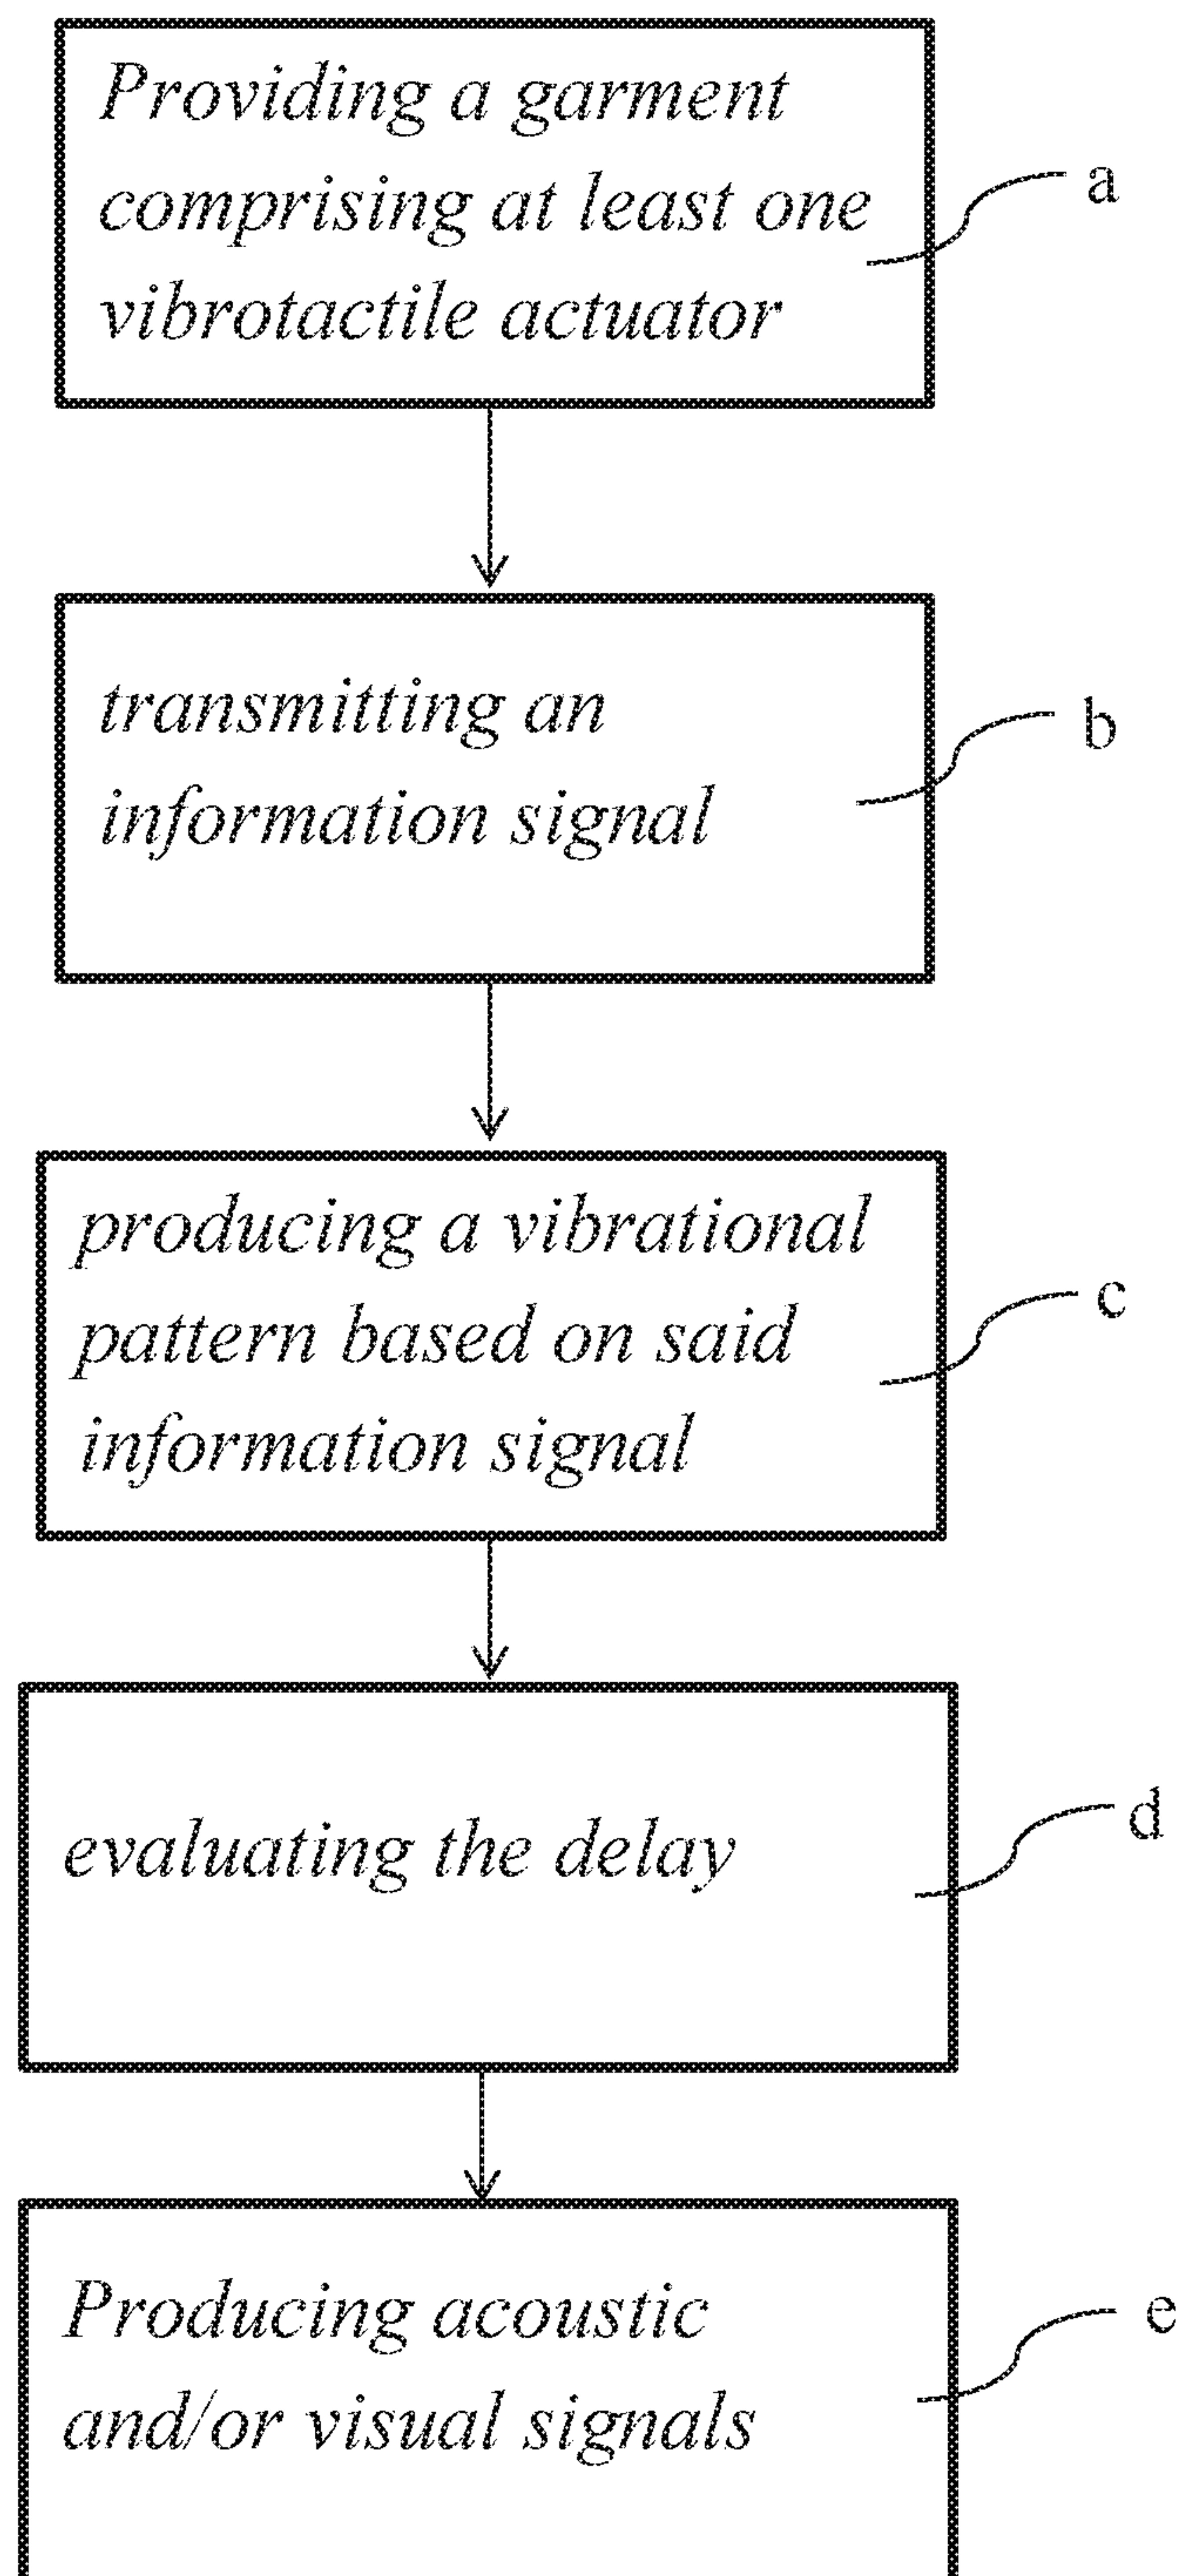 Providing a garment
comprising at least one
vibrotactile actuator
a
transmitting an
information signal
b
producing a vibrational
pattern based on said
information signal
c
evaluating the delay
d
Producing acoustic
and/or visual signals
e